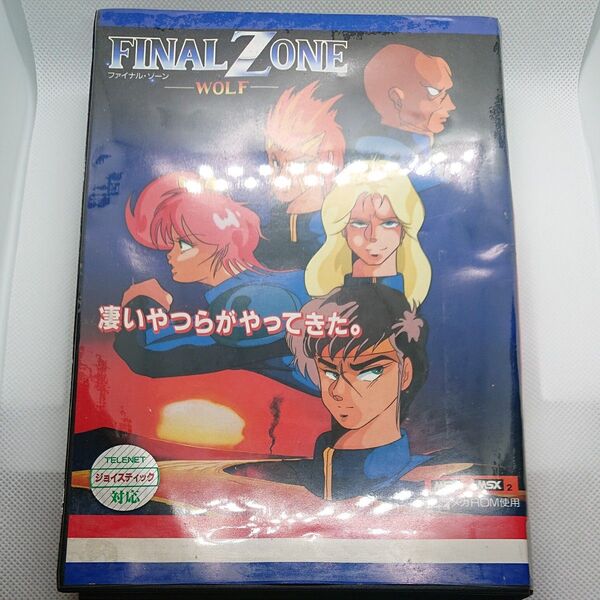 FINAL ZONE
ファイナル・ゾーン
WOLF
凄いやつらがやってきた。
TELENET
ジョイスティック
対応
MSX 2
メガROM使用